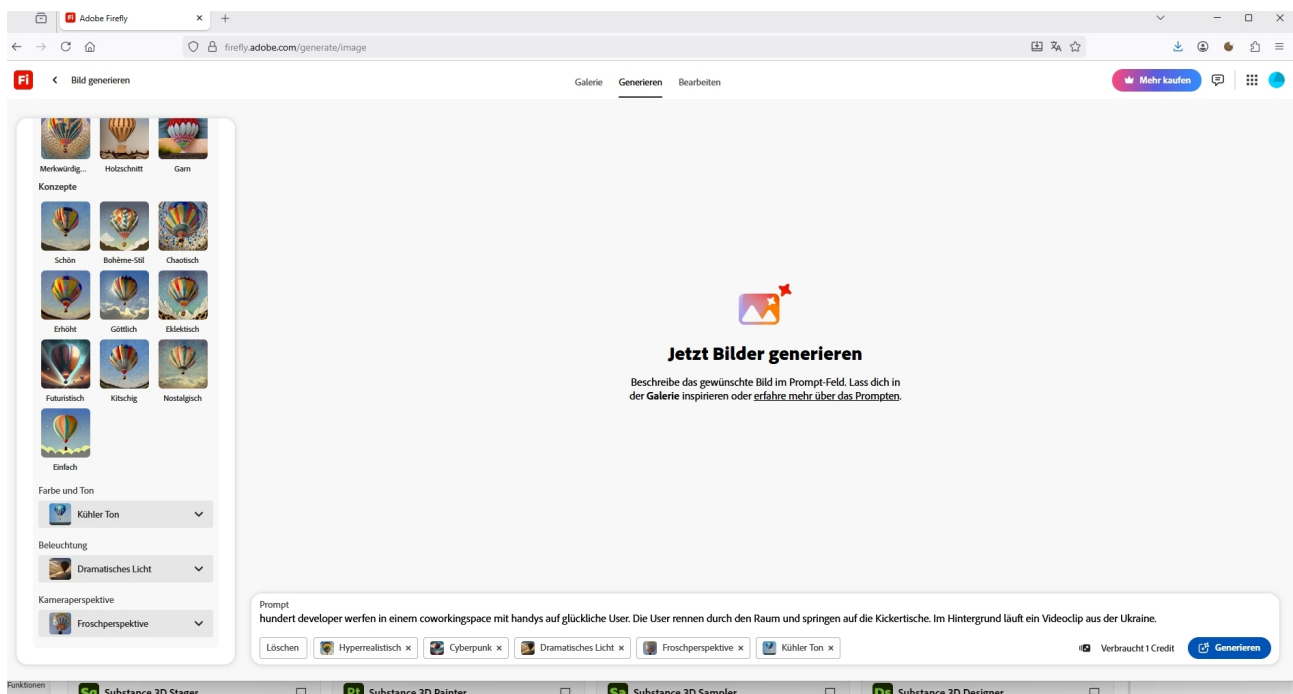 Adobe Firefly
firefly.adobe.com/generate/image
Fi
Bild generieren
Galerie Generieren Bearbeiten
Mehr kaufen
Merkwürdig... Holzschnitt Garn
Konzepte
Schön Bohème-Stil Chaotisch
Erhöht Göttlich Eklektisch
Futuristisch Kitschig Nostalgisch
Einfach
Farbe und Ton
Kühler Ton
Beleuchtung
Dramatisches Licht
Kameraperspektive
Froschperspektive
Jetzt Bilder generieren
Beschreibe das gewünschte Bild im Prompt-Feld. Lass dich in
der Galerie inspirieren oder erfahre mehr über das Prompten.
Prompt
hundert developer werfen in einem coworkingspace mit handys auf glückliche User. Die User rennen durch den Raum und springen auf die Kickertische. Im Hintergrund läuft ein Videoclip aus der Ukraine.
Löschen Hyperrealistisch × Cyberpunk × Dramatisches Licht × Froschperspektive × Kühler Ton × Verbraucht 1 Credit Generieren
Funktionen
Sg Substance 3D Stager Pt Substance 3D Painter Sa Substance 3D Sampler Ds Substance 3D Designer